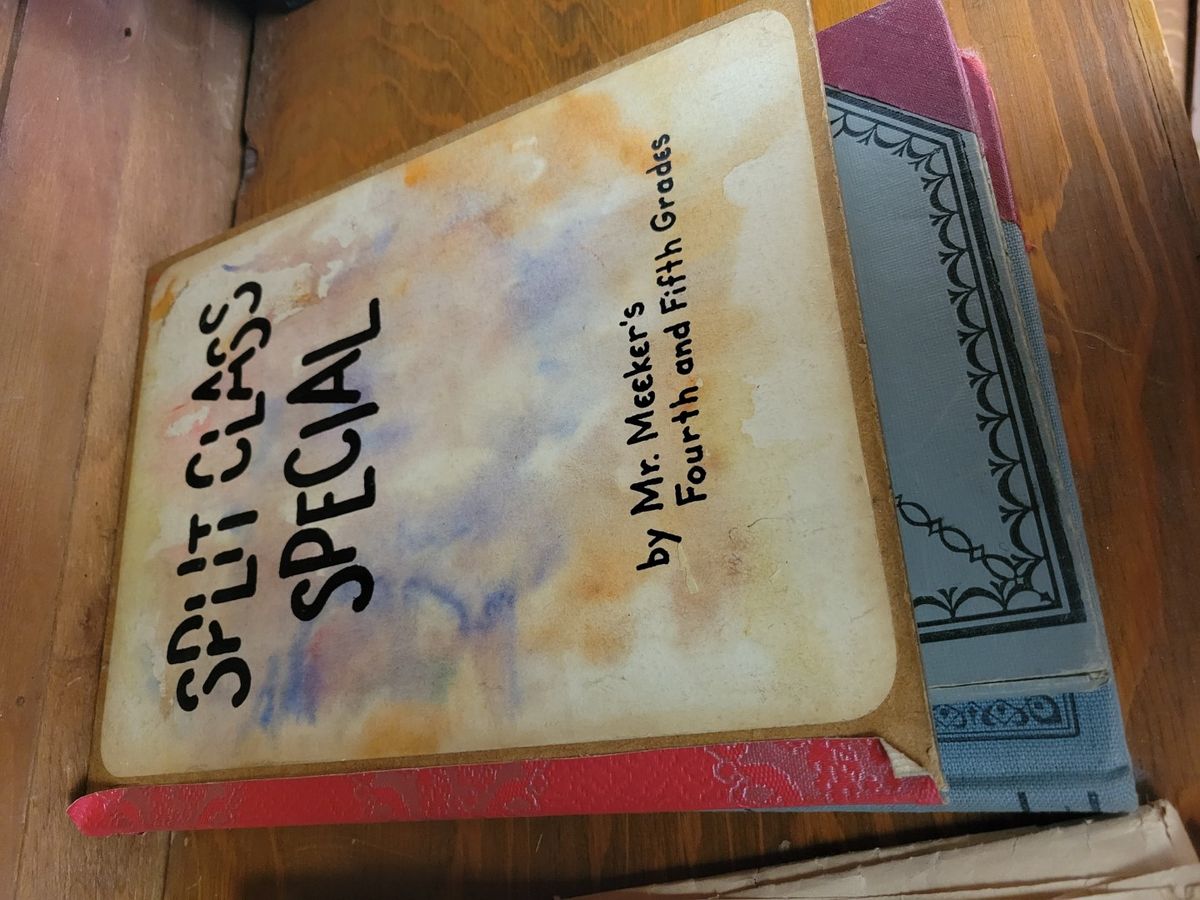 SPLIT CLASS
SPECIAL
by Mr. Meeker's
Fourth and Fifth Grades